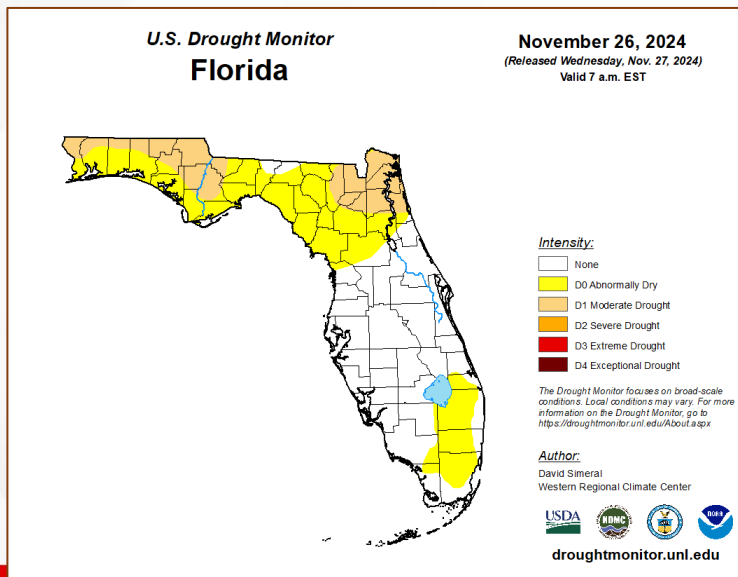 U.S. Drought Monitor
Florida
November 26, 2024
(Released Wednesday, Nov. 27, 2024)
Valid 7 a.m. EST
Intensity:
None
D0 Abnormally Dry
D1 Moderate Drought
D2 Severe Drought
D3 Extreme Drought
D4 Exceptional Drought
The Drought Monitor focuses on broad-scale
conditions. Local conditions may vary. For more
information on the Drought Monitor, go to
https://droughtmonitor.unl.edu/About.aspx
Author:
David Simeral
Western Regional Climate Center
USDA
NDMC
NOAA
droughtmonitor.unl.edu